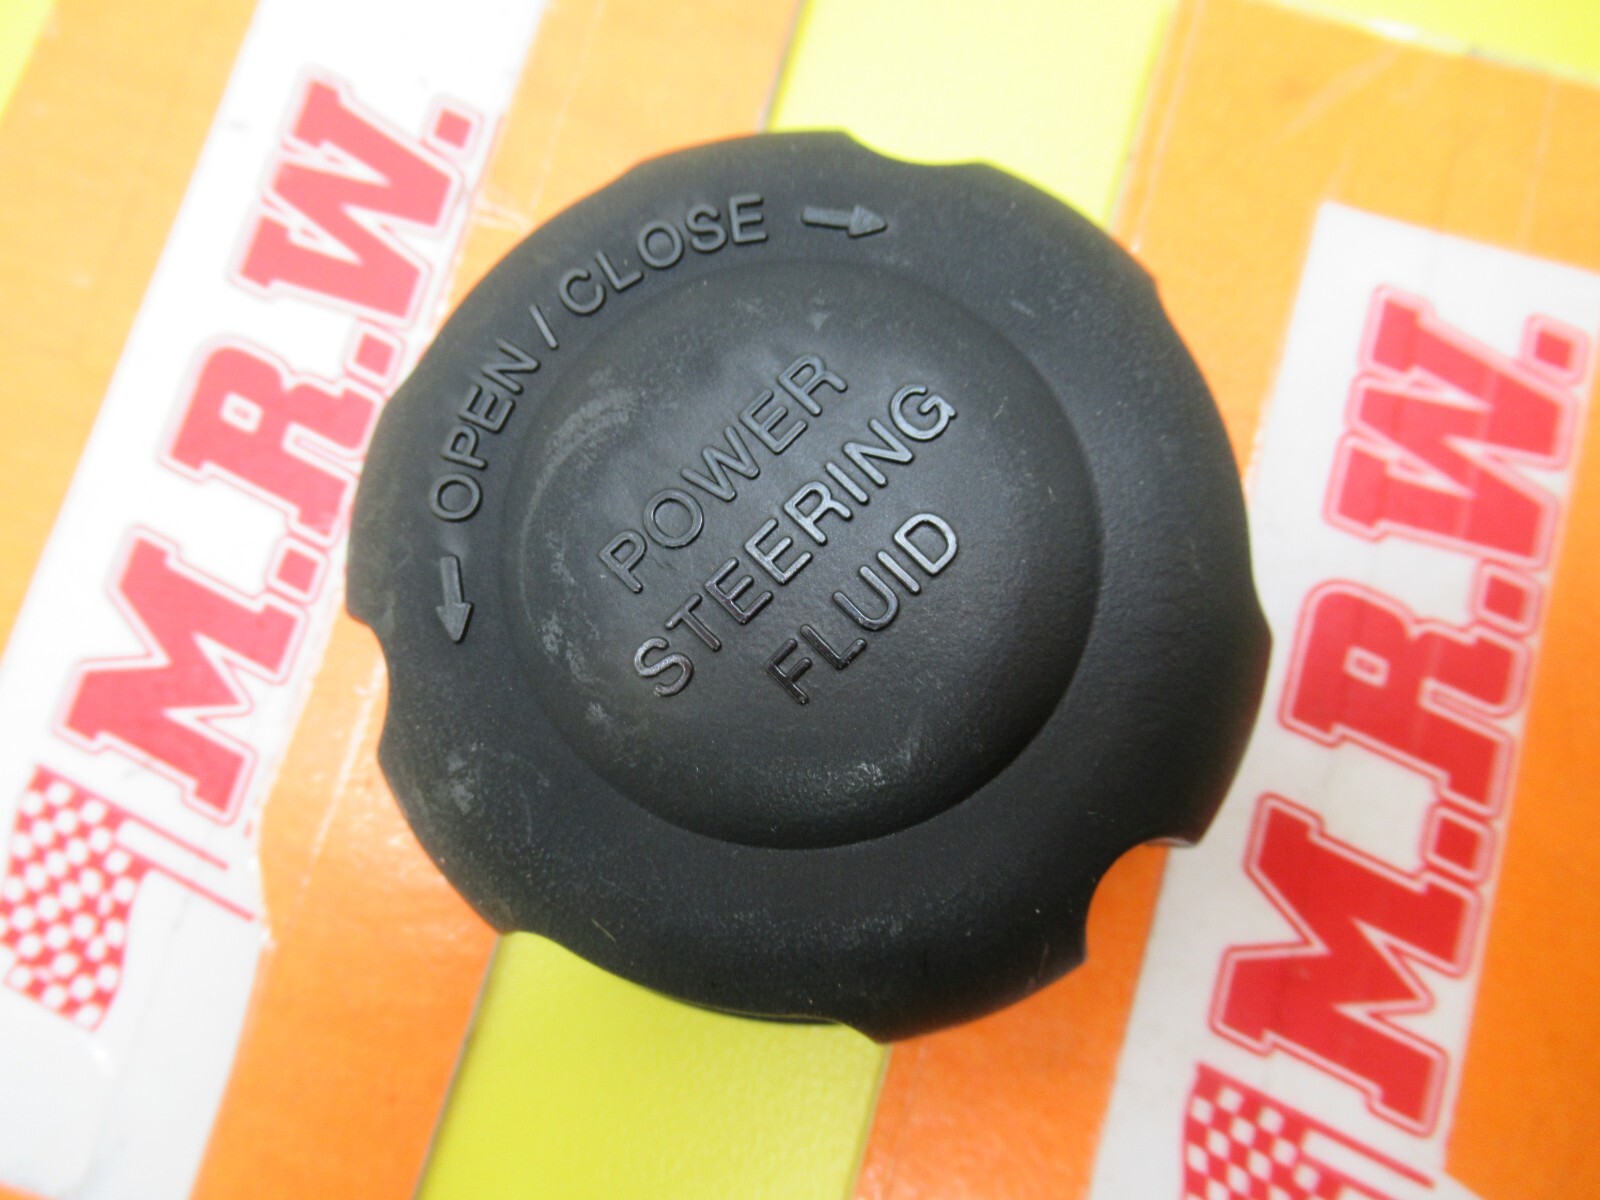 ← OPEN / CLOSE →
POWER
STEERING
FLUID
M.R.W.
M.R.W.